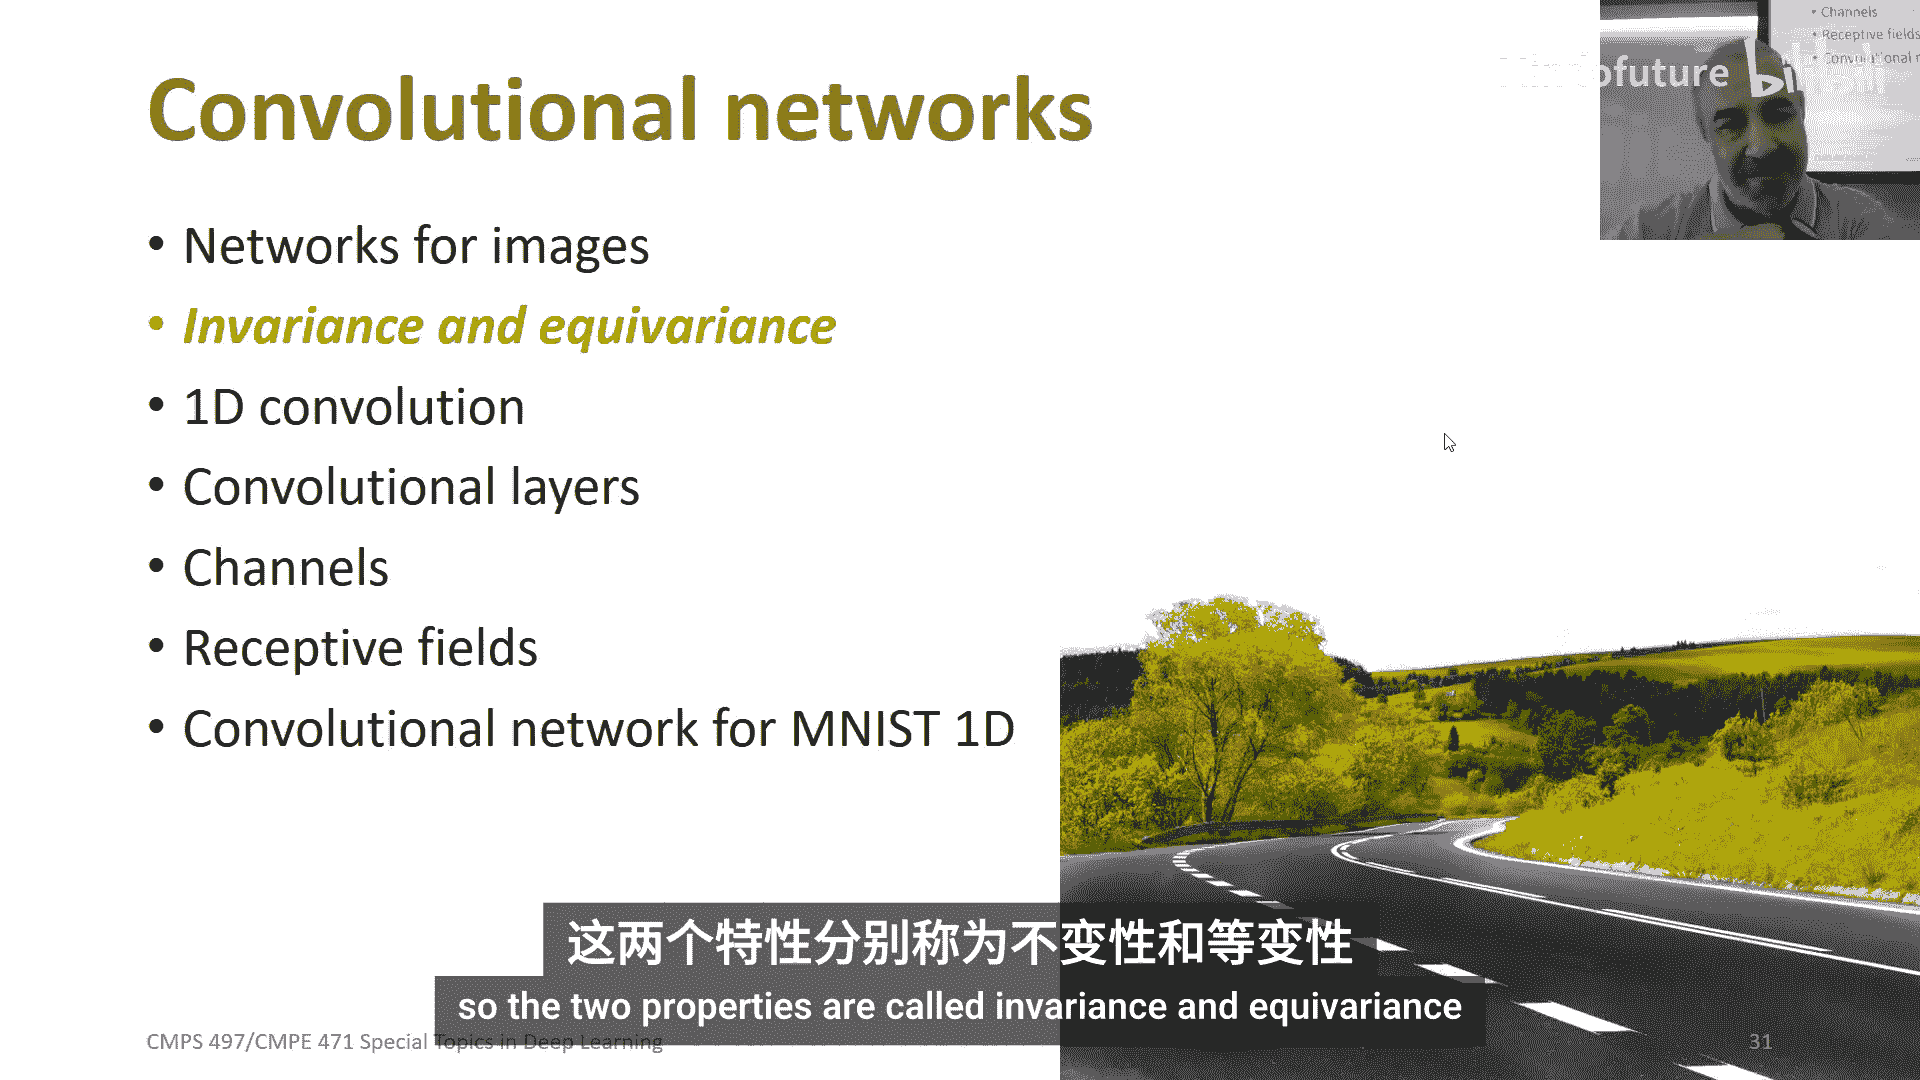 Convolutional networks
• Networks for images
• Invariance and equivariance
• 1D convolution
• Convolutional layers
• Channels
• Receptive fields
• Convolutional network for MNIST 1D
• Channels
• Receptive fields
bilibili
这两个特性分别称为不变性和等变性
so the two properties are called invariance and equivariance
CMPS 497/CMPE 471 Special Topics in Deep Learning
31